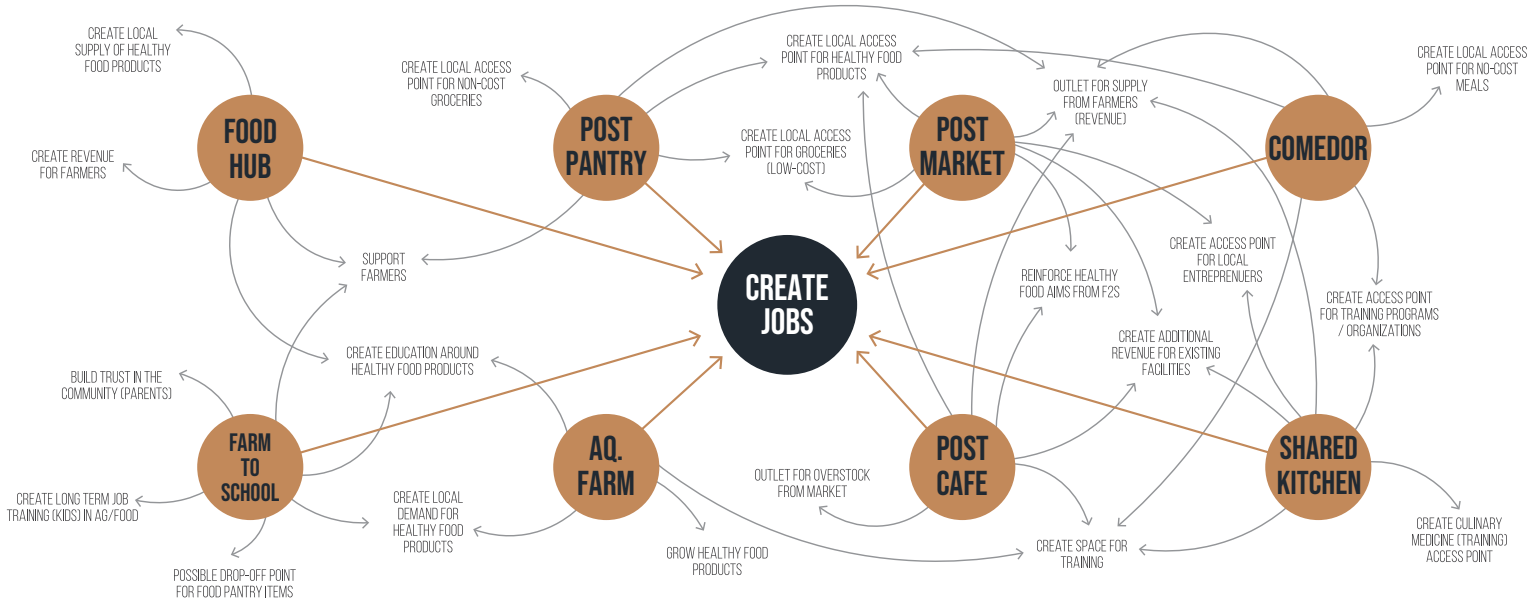 CREATE LOCAL
SUPPLY OF HEALTHY
FOOD PRODUCTS
CREATE LOCAL ACCESS
POINT FOR NON-COST
GROCERIES
CREATE LOCAL ACCESS
POINT FOR HEALTHY FOOD
PRODUCTS
OUTLET FOR SUPPLY
FROM FARMERS
(REVENUE)
CREATE LOCAL ACCESS
POINT FOR NO-COST
MEALS
FOOD
HUB
POST
PANTRY
POST
MARKET
COMEDOR
CREATE REVENUE
FOR FARMERS
CREATE LOCAL ACCESS
POINT FOR GROCERIES
(LOW-COST)
SUPPORT
FARMERS
CREATE
JOBS
REINFORCE HEALTHY
FOOD AIMS FROM F2S
CREATE ACCESS POINT
FOR LOCAL
ENTREPRENUERS
CREATE ACCESS POINT
FOR TRAINING PROGRAMS
/ ORGANIZATIONS
CREATE EDUCATION AROUND
HEALTHY FOOD PRODUCTS
CREATE ADDITIONAL
REVENUE FOR EXISTING
FACILITIES
BUILD TRUST IN THE
COMMUNITY (PARENTS)
FARM
TO
SCHOOL
AQ.
FARM
POST
CAFE
SHARED
KITCHEN
CREATE LONG TERM JOB
TRAINING (KIDS) IN AG/FOOD
CREATE LOCAL
DEMAND FOR
HEALTHY FOOD
PRODUCTS
OUTLET FOR OVERSTOCK
FROM MARKET
GROW HEALTHY FOOD
PRODUCTS
CREATE SPACE FOR
TRAINING
CREATE CULINARY
MEDICINE (TRAINING)
ACCESS POINT
POSSIBLE DROP-OFF POINT
FOR FOOD PANTRY ITEMS